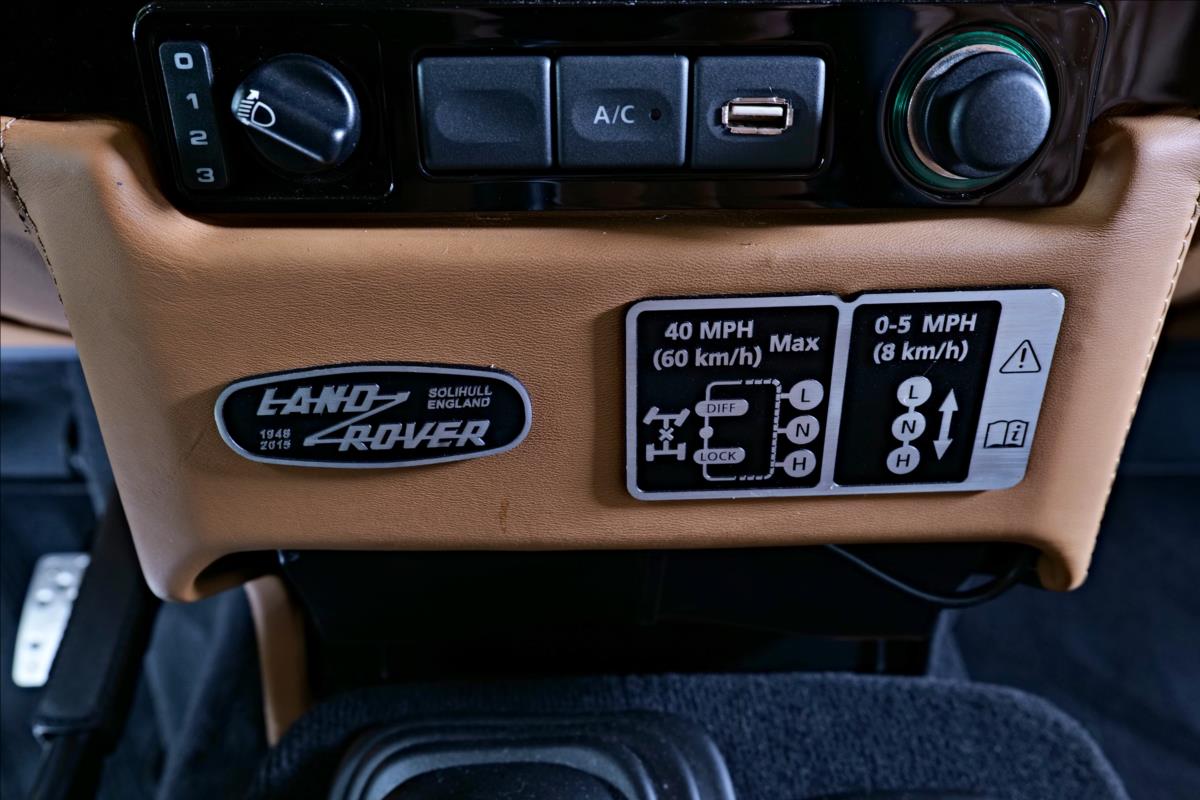 0
1
2
3
A/C
LAND
ROVER
SOLIHULL
ENGLAND
1948
2015
40 MPH
(60 km/h)
Max
DIFF
LOCK
L
N
H
0-5 MPH
(8 km/h)
L
N
H